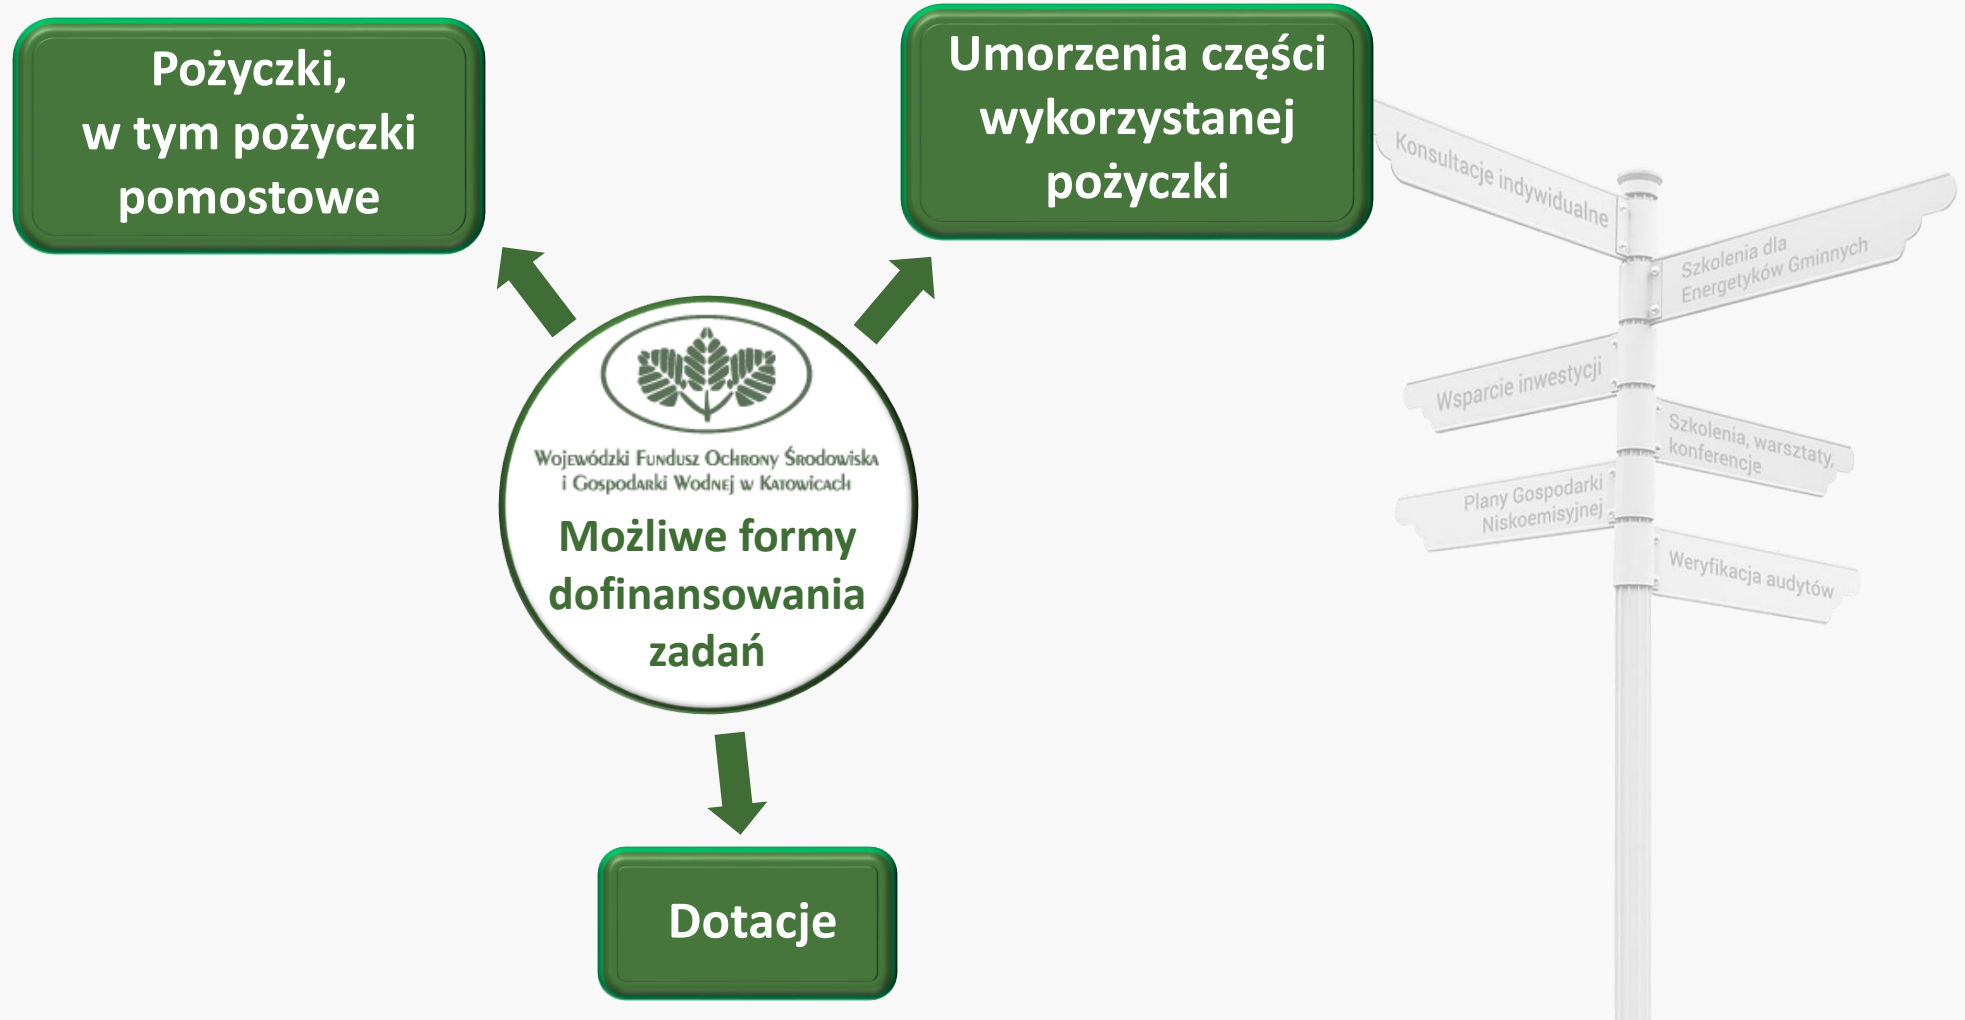 Pożyczki,
w tym pożyczki
pomostowe
Umorzenia części
wykorzystanej
pożyczki
Wojewódzki Fundusz Ochrony Środowiska
i Gospodarki Wodnej w Katowicach
Możliwe formy
dofinansowania
zadań
Dotacje
Konsultacje indywidualne
Szkolenia dla
Energetyków Gminnych
Wsparcie inwestycji
Szkolenia, warsztaty,
konferencje
Plany Gospodarki
Niskoemisyjnej
Weryfikacja audytów